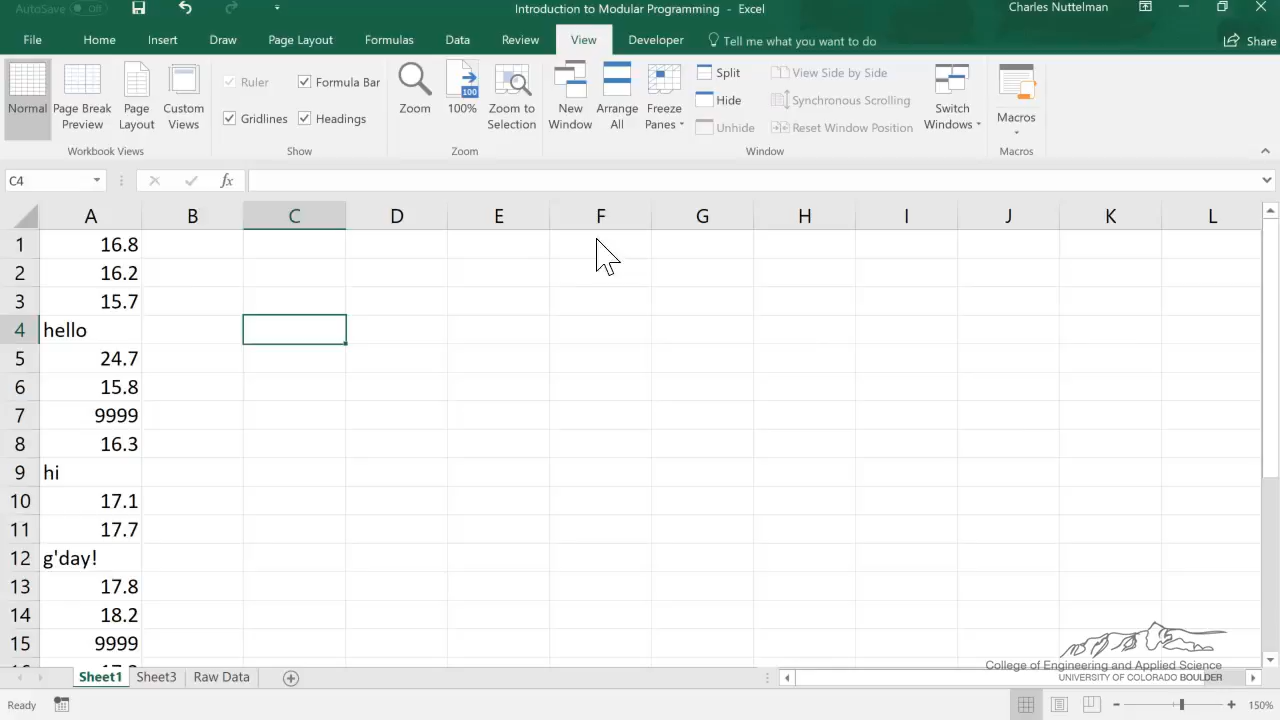 AutoSave Off
Introduction to Modular Programming - Excel
Charles Nuttelman
File Home Insert Draw Page Layout Formulas Data Review View Developer Tell me what you want to do Share
Normal
Page Break Preview
Page Layout
Custom Views
Workbook Views
Ruler
Formula Bar
Gridlines
Headings
Show
Zoom
100
100%
Zoom to Selection
Zoom
New Window
Arrange All
Freeze Panes
Split
Hide
Unhide
View Side by Side
Synchronous Scrolling
Reset Window Position
Switch Windows
Window
Macros
Macros
C4
fx
A B C D E F G H I J K L
1 16.8
2 16.2
3 15.7
4 hello
5 24.7
6 15.8
7 9999
8 16.3
9 hi
10 17.1
11 17.7
12 g'day!
13 17.8
14 18.2
15 9999
College of Engineering and Applied Science
UNIVERSITY OF COLORADO BOULDER
Sheet1 Sheet3 Raw Data
Ready
150%